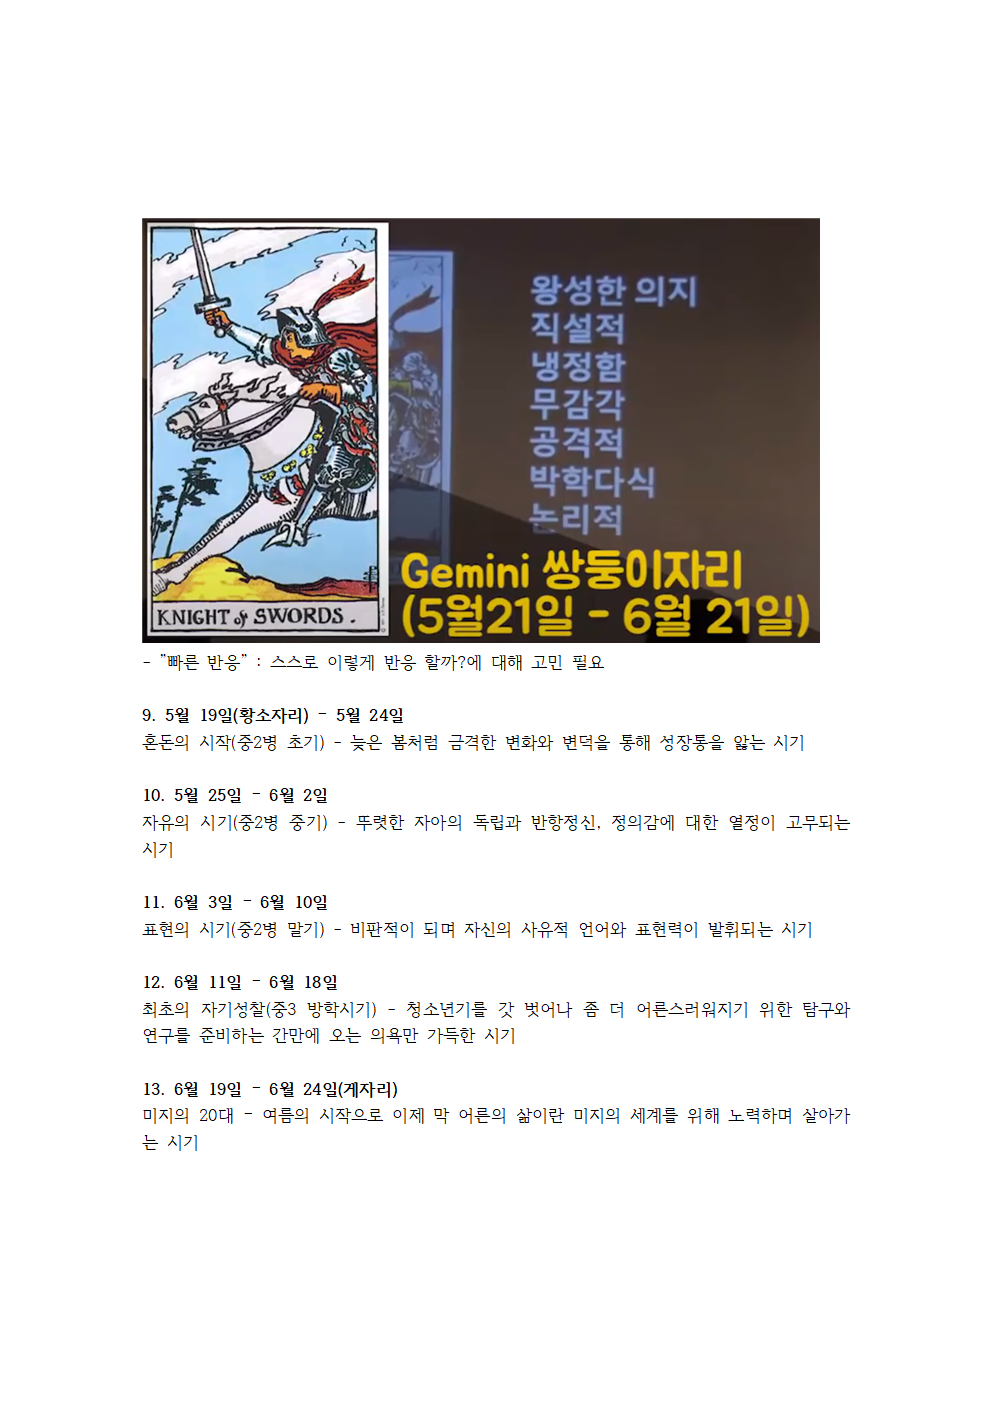 왕성한 의지
직설적
냉정함
무감각
공격적
박학다식
논리적
Gemini 쌍둥이자리
(5월21일 - 6월 21일)
KNIGHT of SWORDS.
- "빠른 반응" : 스스로 이렇게 반응 할까?에 대해 고민 필요
9. 5월 19일(황소자리) - 5월 24일
혼돈의 시작(중2병 초기) - 늦은 봄처럼 금격한 변화와 변덕을 통해 성장통을 앓는 시기
10. 5월 25일 - 6월 2일
자유의 시기(중2병 중기) - 뚜렷한 자아의 독립과 반항정신, 정의감에 대한 열정이 고무되는
시기
11. 6월 3일 - 6월 10일
표현의 시기(중2병 말기) - 비판적이 되며 자신의 사유적 언어와 표현력이 발휘되는 시기
12. 6월 11일 - 6월 18일
최초의 자기성찰(중3 방학시기) - 청소년기를 갓 벗어나 좀 더 어른스러워지기 위한 탐구와
연구를 준비하는 간만에 오는 의욕만 가득한 시기
13. 6월 19일 - 6월 24일(게자리)
미지의 20대 - 여름의 시작으로 이제 막 어른의 삶이란 미지의 세계를 위해 노력하며 살아가
는 시기